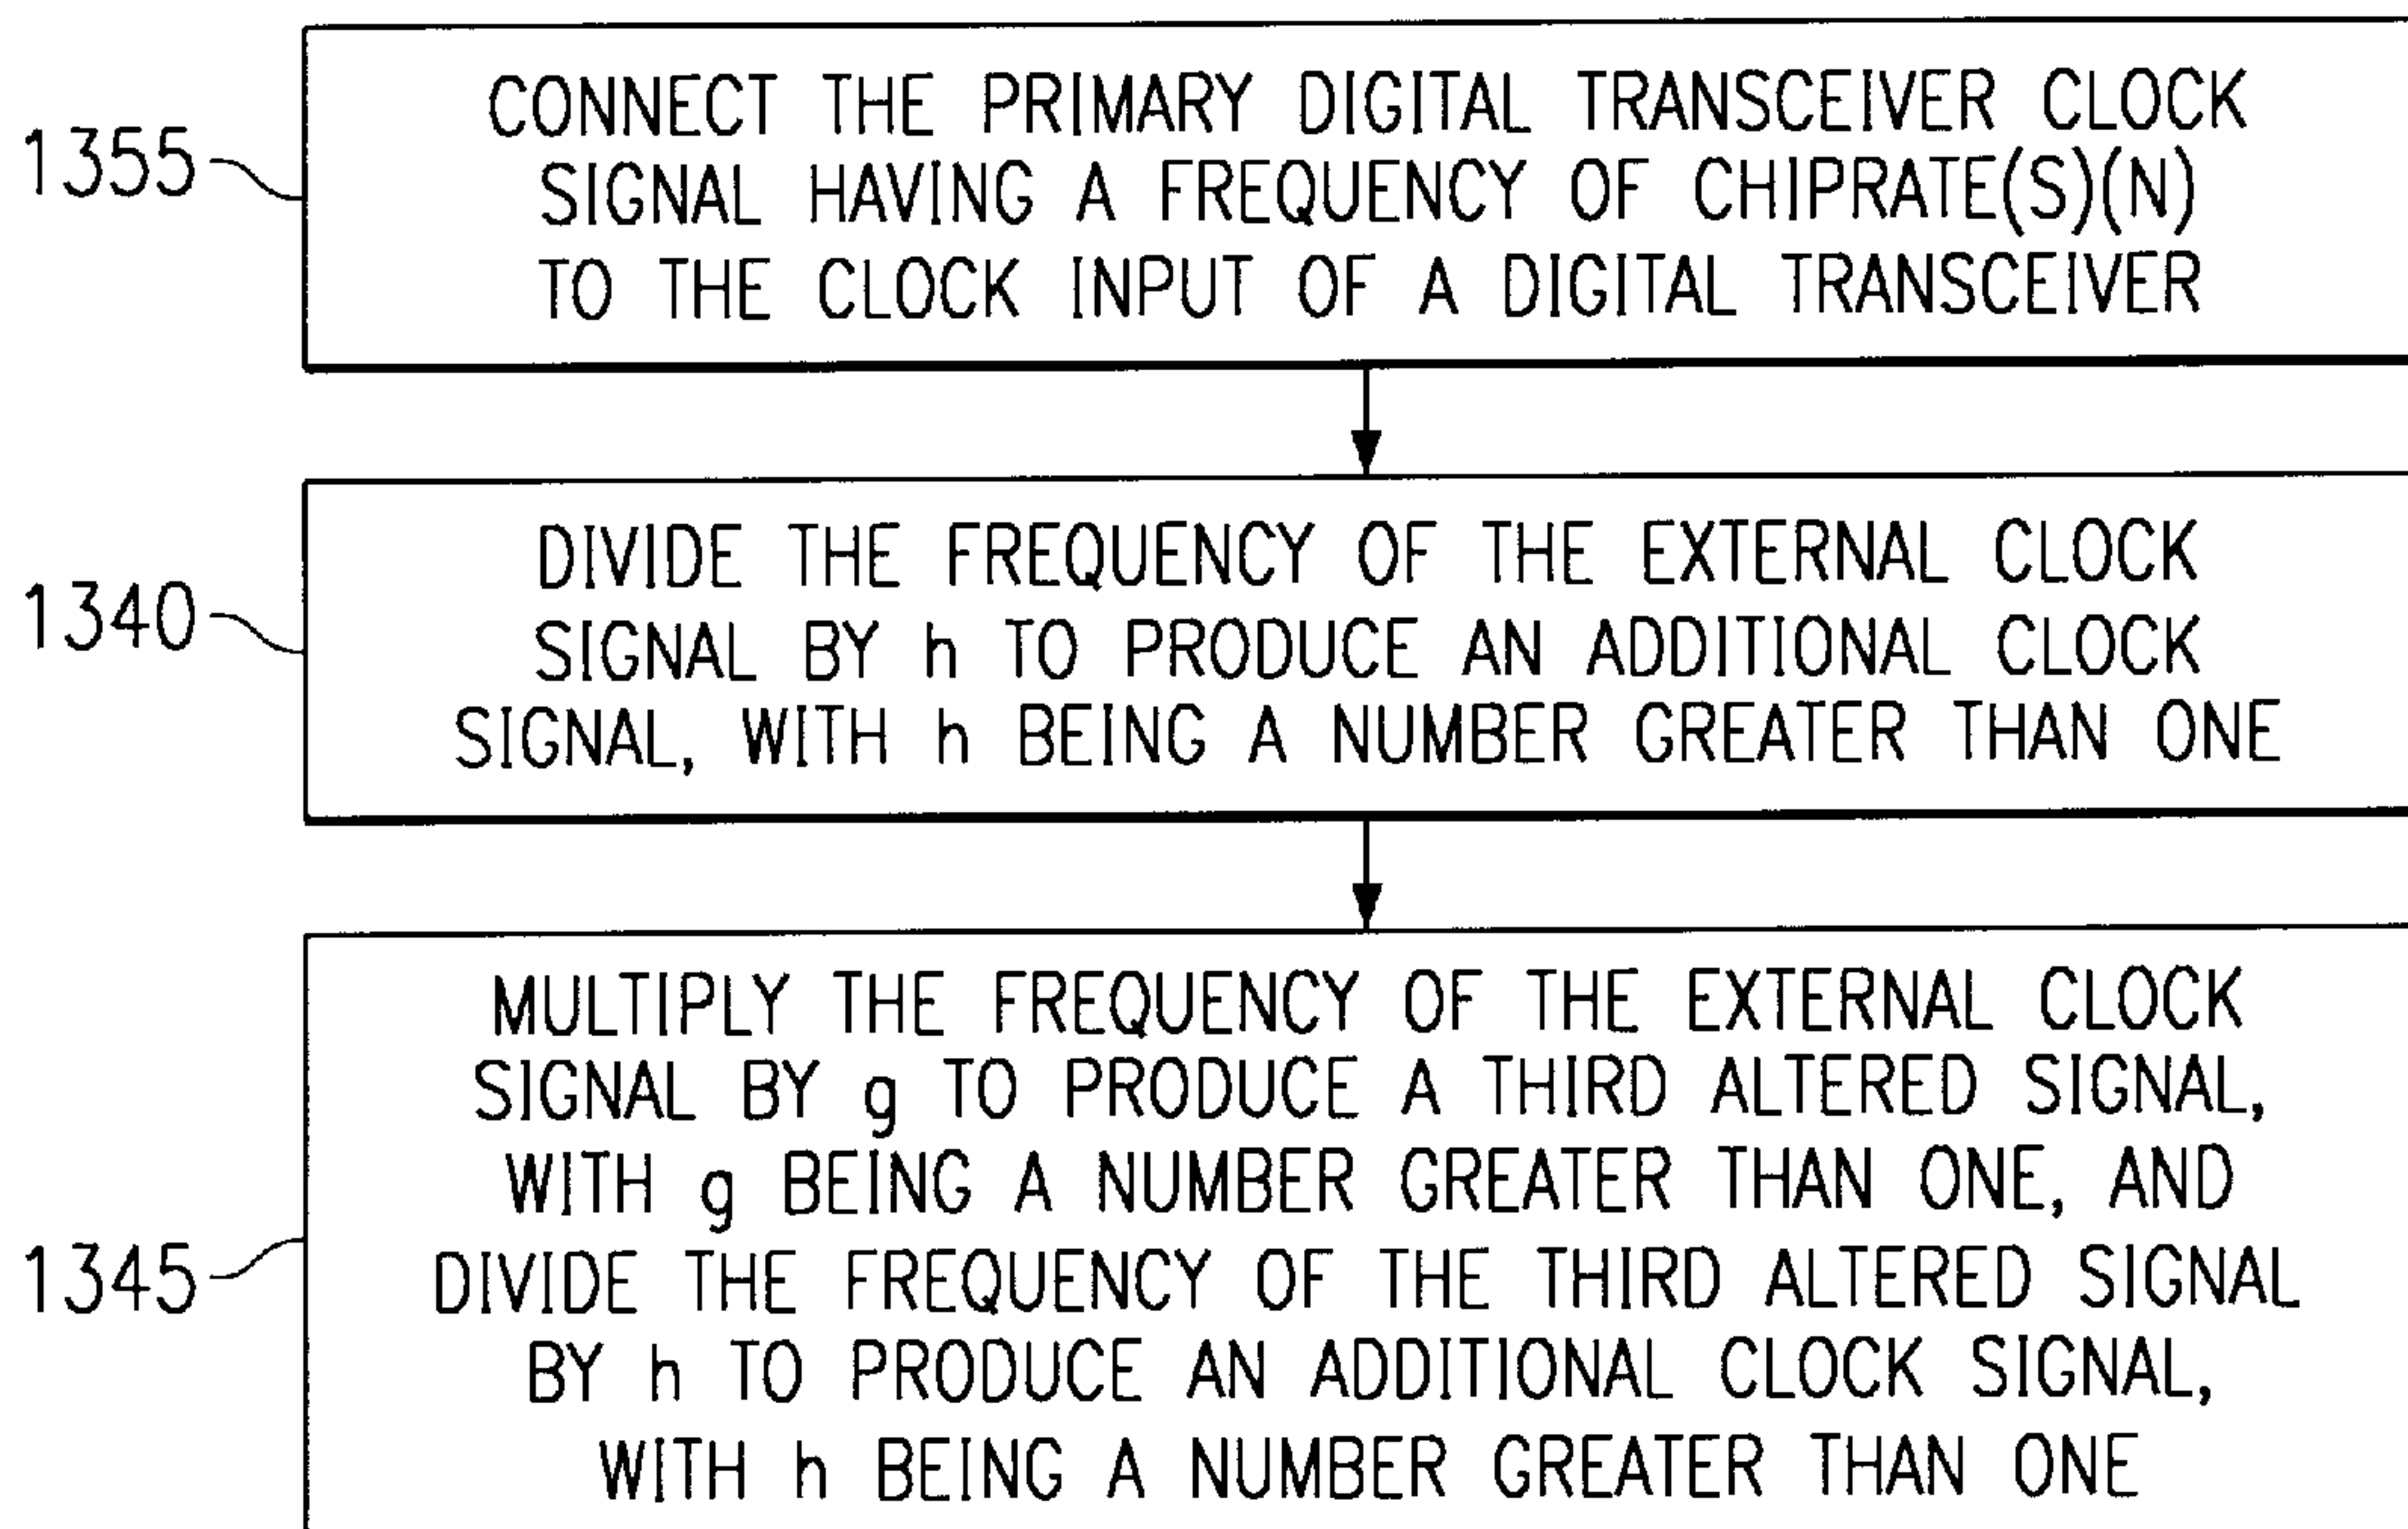 1355
CONNECT THE PRIMARY DIGITAL TRANSCEIVER CLOCK
SIGNAL HAVING A FREQUENCY OF CHIPRATE(S)(N)
TO THE CLOCK INPUT OF A DIGITAL TRANSCEIVER
1340
DIVIDE THE FREQUENCY OF THE EXTERNAL CLOCK
SIGNAL BY h TO PRODUCE AN ADDITIONAL CLOCK
SIGNAL, WITH h BEING A NUMBER GREATER THAN ONE
1345
MULTIPLY THE FREQUENCY OF THE EXTERNAL CLOCK
SIGNAL BY g TO PRODUCE A THIRD ALTERED SIGNAL,
WITH g BEING A NUMBER GREATER THAN ONE, AND
DIVIDE THE FREQUENCY OF THE THIRD ALTERED SIGNAL
BY h TO PRODUCE AN ADDITIONAL CLOCK SIGNAL,
WITH h BEING A NUMBER GREATER THAN ONE